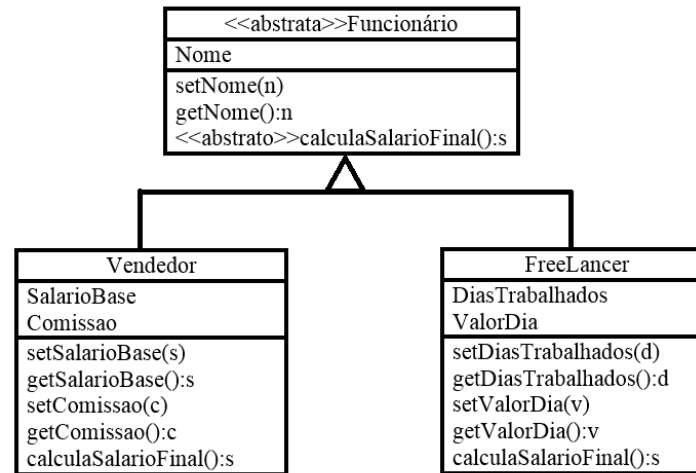 <<abstrata>>Funcionário
Nome
setNome(n)
getNome():n
<<abstrato>>calculaSalarioFinal():s
Vendedor
SalarioBase
Comissao
setSalarioBase(s)
getSalarioBase():s
setComissao(c)
getComissao():c
calculaSalarioFinal():s
FreeLancer
DiasTrabalhados
ValorDia
setDiasTrabalhados(d)
getDiasTrabalhados():d
setValorDia(v)
getValorDia():v
calculaSalarioFinal():s